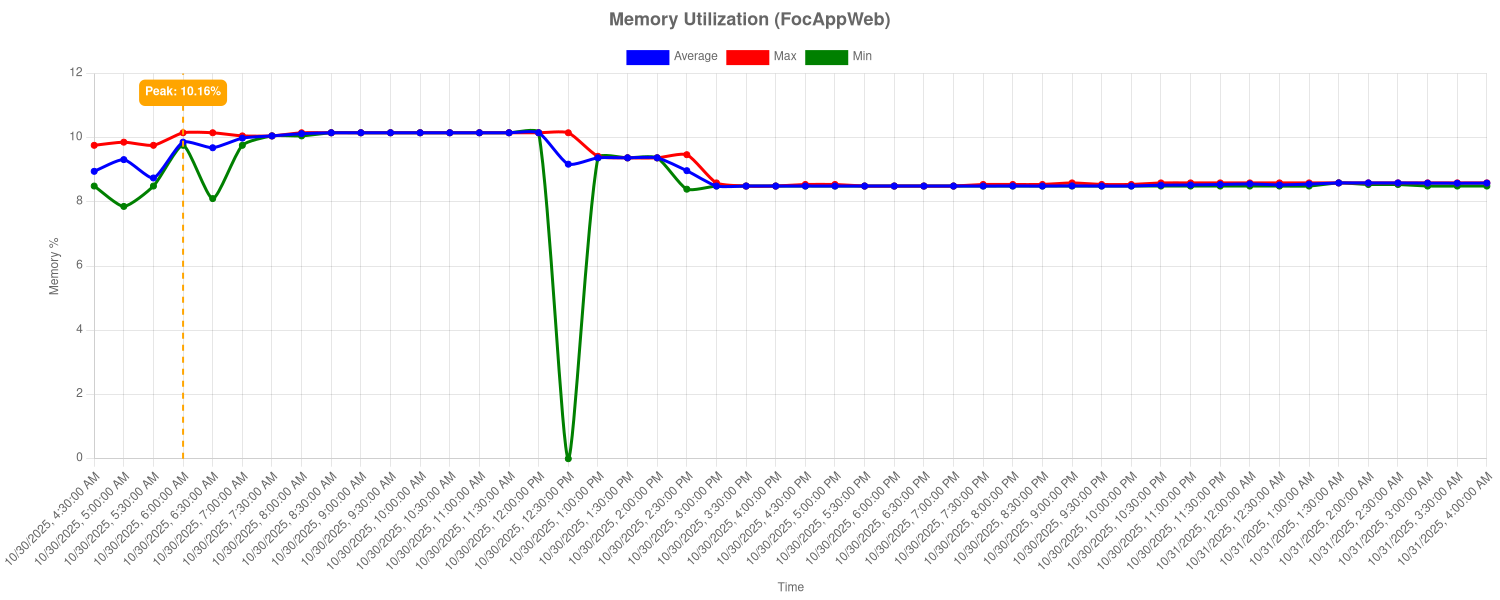 Memory Utilization (FocAppWeb)
Average Max Min
Peak: 10.16%
12
10
8
6
4
2
0
Memory %
10/30/2025, 4:30:00 AM
10/30/2025, 5:00:00 AM
10/30/2025, 5:30:00 AM
10/30/2025, 6:00:00 AM
10/30/2025, 6:30:00 AM
10/30/2025, 7:00:00 AM
10/30/2025, 7:30:00 AM
10/30/2025, 8:00:00 AM
10/30/2025, 8:30:00 AM
10/30/2025, 9:00:00 AM
10/30/2025, 9:30:00 AM
10/30/2025, 10:00:00 AM
10/30/2025, 10:30:00 AM
10/30/2025, 11:00:00 AM
10/30/2025, 11:30:00 AM
10/30/2025, 12:00:00 PM
10/30/2025, 12:30:00 PM
10/30/2025, 1:00:00 PM
10/30/2025, 1:30:00 PM
10/30/2025, 2:00:00 PM
10/30/2025, 2:30:00 PM
10/30/2025, 3:00:00 PM
10/30/2025, 3:30:00 PM
10/30/2025, 4:00:00 PM
10/30/2025, 4:30:00 PM
10/30/2025, 5:00:00 PM
10/30/2025, 5:30:00 PM
10/30/2025, 6:00:00 PM
10/30/2025, 6:30:00 PM
10/30/2025, 7:00:00 PM
10/30/2025, 7:30:00 PM
10/30/2025, 8:00:00 PM
10/30/2025, 8:30:00 PM
10/30/2025, 9:00:00 PM
10/30/2025, 9:30:00 PM
10/30/2025, 10:00:00 PM
10/30/2025, 10:30:00 PM
10/30/2025, 11:00:00 PM
10/30/2025, 11:30:00 PM
10/31/2025, 12:00:00 AM
10/31/2025, 12:30:00 AM
10/31/2025, 1:00:00 AM
10/31/2025, 1:30:00 AM
10/31/2025, 2:00:00 AM
10/31/2025, 2:30:00 AM
10/31/2025, 3:00:00 AM
10/31/2025, 3:30:00 AM
10/31/2025, 4:00:00 AM
Time